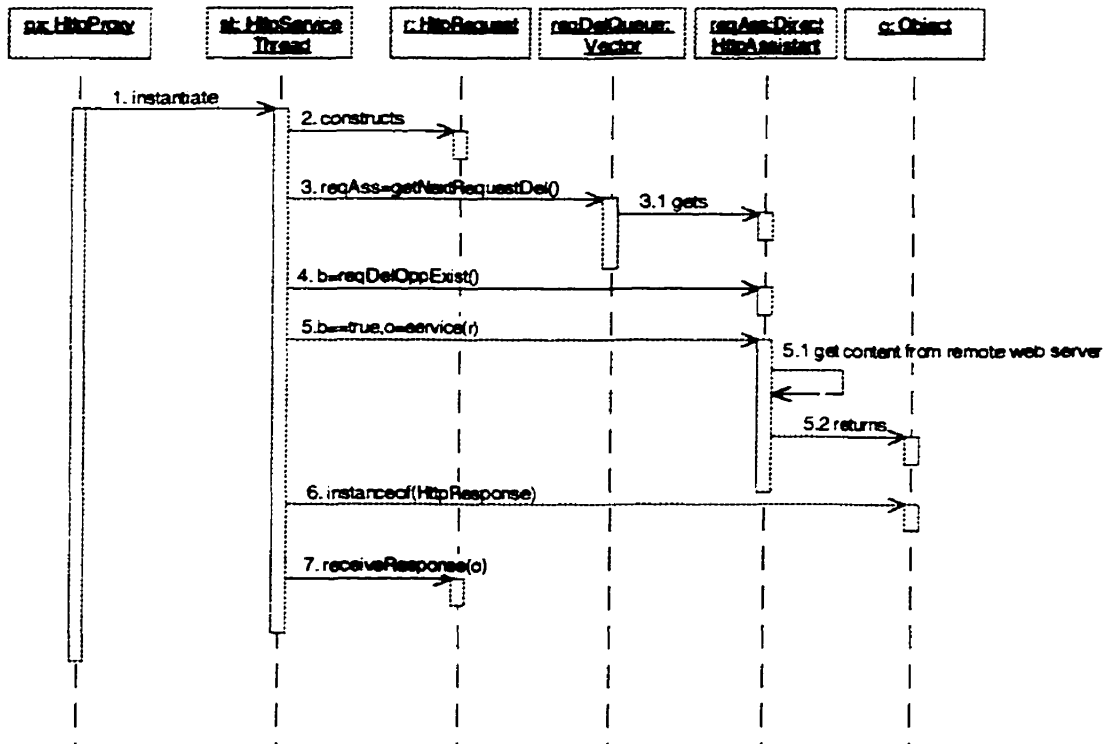 px: HttpProxy
st: HttpService
Thread
r: HttpRequest
reqDelQueue:
Vector
reqAss:Direct
HttpAssistant
o: Object
1. instantiate
2. constructs
3. reqAss=getNextRequestDel()
3.1 gets
4. b=reqDelOppExist()
5.b==true,o=service(r)
5.1 get content from remote web server
5.2 returns
6. instanceof(HttpResponse)
7. receiveResponse(o)